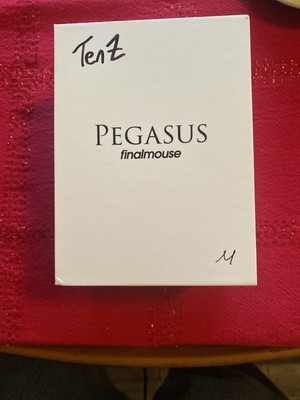 TenZ
PEGASUS
finalmouse
M